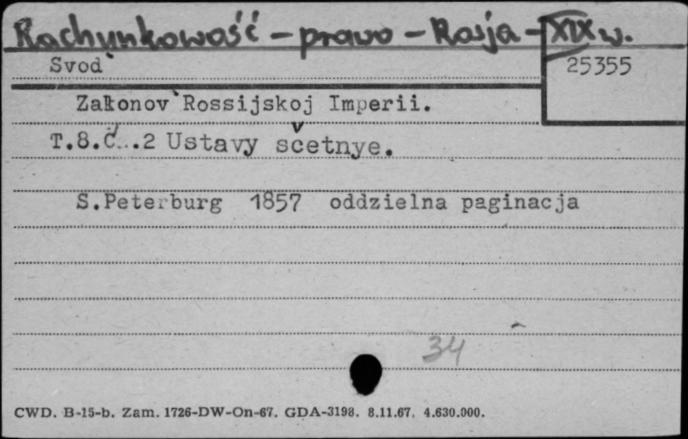 Rachunkowość - prawo - Rosja - XIX w.
Svod 25355
Zakonov Rossijskoj Imperii.
T.8.Č...2 Ustavy sčetnye.
S.Peterburg 1857 oddzielna paginacja
34
CWD. B-15-b. Zam. 1726-DW-On-67. GDA-3198. 8.11.67. 4.630.000.